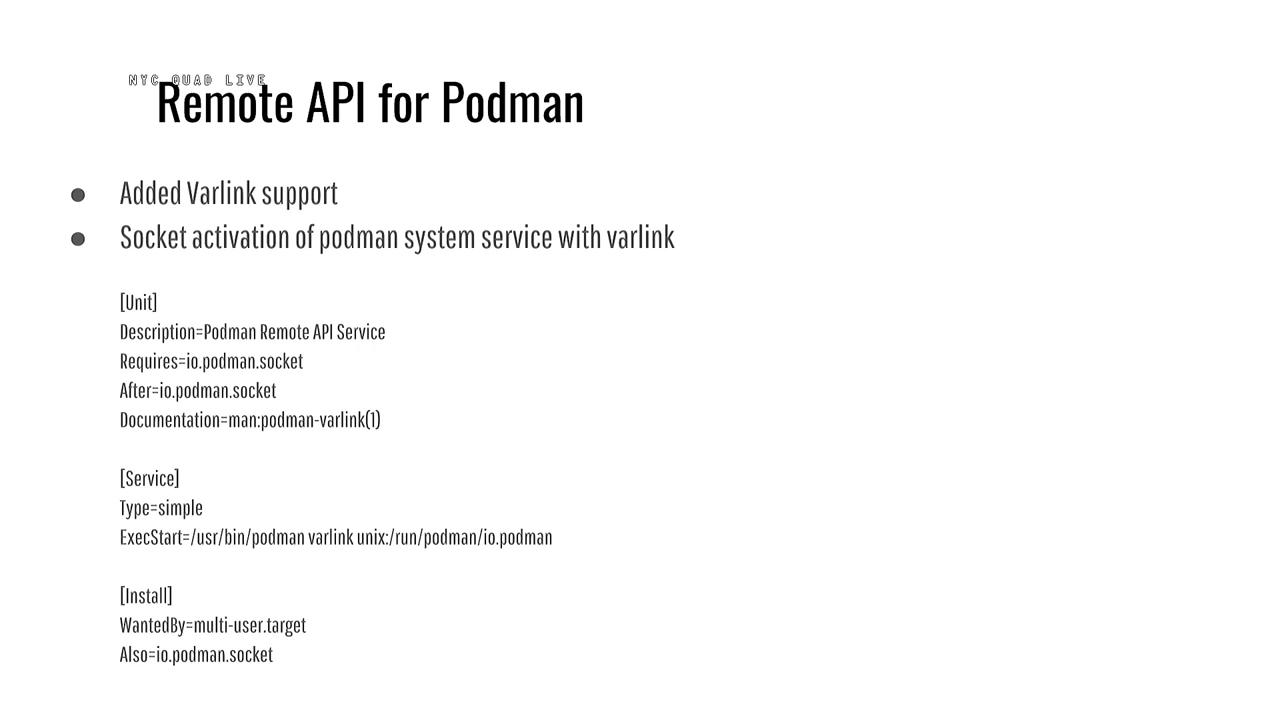 NYC QUAD LIVE
Remote API for Podman
● Added Varlink support
● Socket activation of podman system service with varlink
[Unit]
Description=Podman Remote API Service
Requires=io.podman.socket
After=io.podman.socket
Documentation=man:podman-varlink(1)
[Service]
Type=simple
ExecStart=/usr/bin/podman varlink unix:/run/podman/io.podman
[Install]
WantedBy=multi-user.target
Also=io.podman.socket